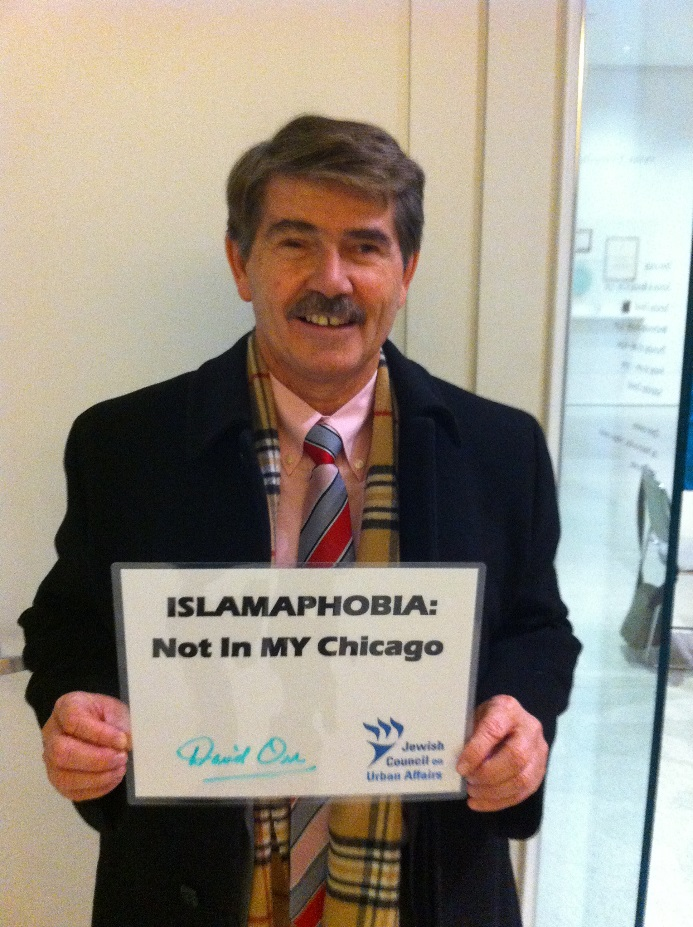 ISLAMAPHOBIA:
Not In MY Chicago
David Orr
Jewish
Council on
Urban Affairs